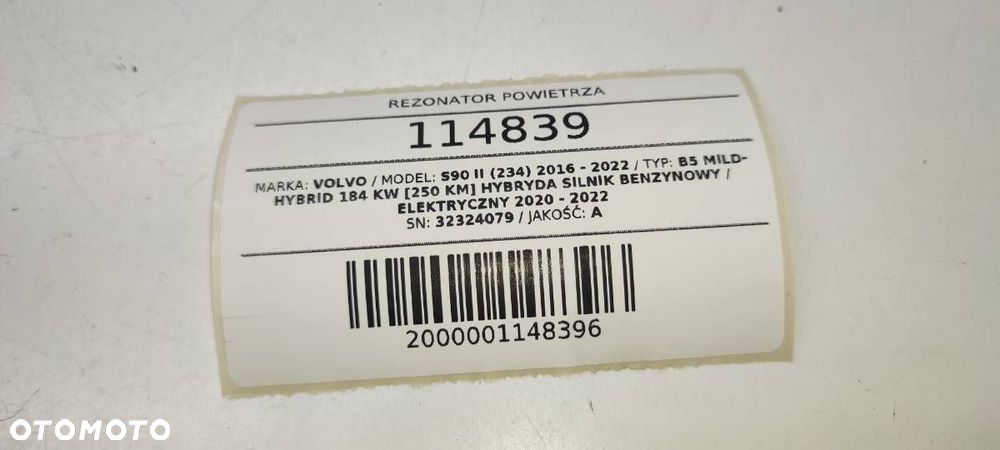 REZONATOR POWIETRZA
114839
MARKA: VOLVO / MODEL: S90 II (234) 2016 - 2022 / TYP: B5 MILD-
HYBRID 184 KW [250 KM] HYBRYDA SILNIK BENZYNOWY /
ELEKTRYCZNY 2020 - 2022
SN: 32324079 / JAKOŚĆ: A
2000001148396
OTOMOTO